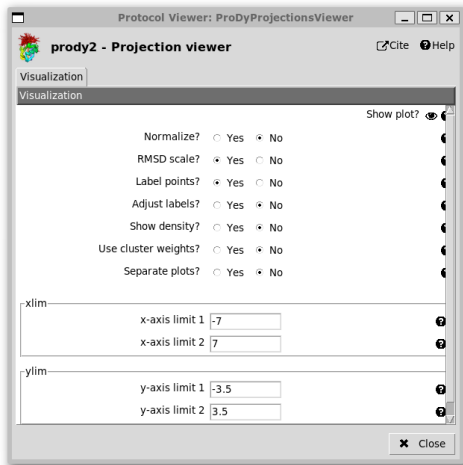 Protocol Viewer: ProDyProjectionsViewer
prody2 - Projection viewer
Cite
Help
Visualization
Visualization
Show plot?
Normalize? Yes No
RMSD scale? Yes No
Label points? Yes No
Adjust labels? Yes No
Show density? Yes No
Use cluster weights? Yes No
Separate plots? Yes No
xlim
x-axis limit 1 -7
x-axis limit 2 7
ylim
y-axis limit 1 -3.5
y-axis limit 2 3.5
Close